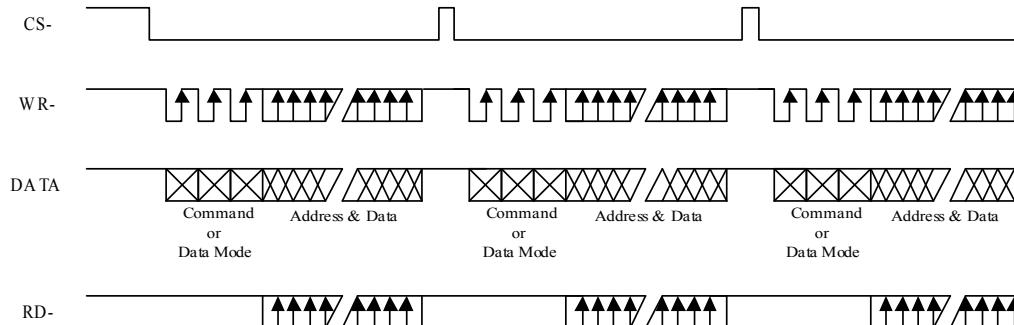 CS-
WR-
DATA
Command
or
Data Mode
Address & Data
Command
or
Data Mode
Address & Data
Command
or
Data Mode
Address & Data
RD-